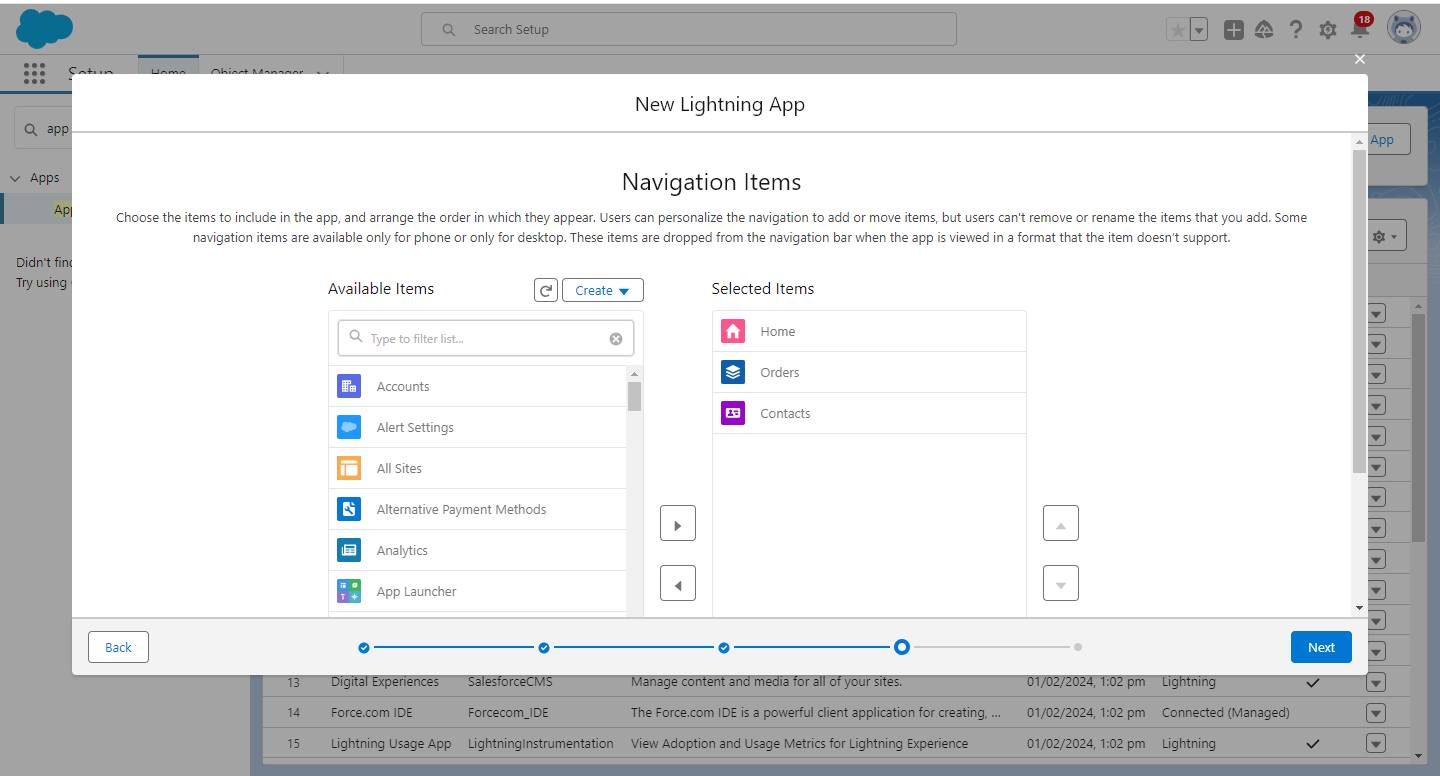 Search Setup
18
Setup
Home
Object Manager
New Lightning App
app
App
Apps
App
Navigation Items
Choose the items to include in the app, and arrange the order in which they appear. Users can personalize the navigation to add or move items, but users can't remove or rename the items that you add. Some
navigation items are available only for phone or only for desktop. These items are dropped from the navigation bar when the app is viewed in a format that the item doesn't support.
Didn't find
Try using
Available Items
Create
Selected Items
Type to filter list...
Accounts
Alert Settings
All Sites
Alternative Payment Methods
Analytics
App Launcher
Home
Orders
Contacts
Back
Next
13 Digital Experiences SalesforceCMS Manage content and media for all of your sites. 01/02/2024, 1:02 pm Lightning
14 Force.com IDE Forcecom_IDE The Force.com IDE is a powerful client application for creating, ... 01/02/2024, 1:02 pm Connected (Managed)
15 Lightning Usage App LightningInstrumentation View Adoption and Usage Metrics for Lightning Experience 01/02/2024, 1:02 pm Lightning